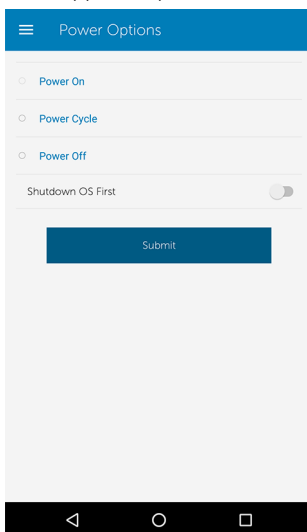 Power Options
Power On
Power Cycle
Power Off
Shutdown OS First
Submit